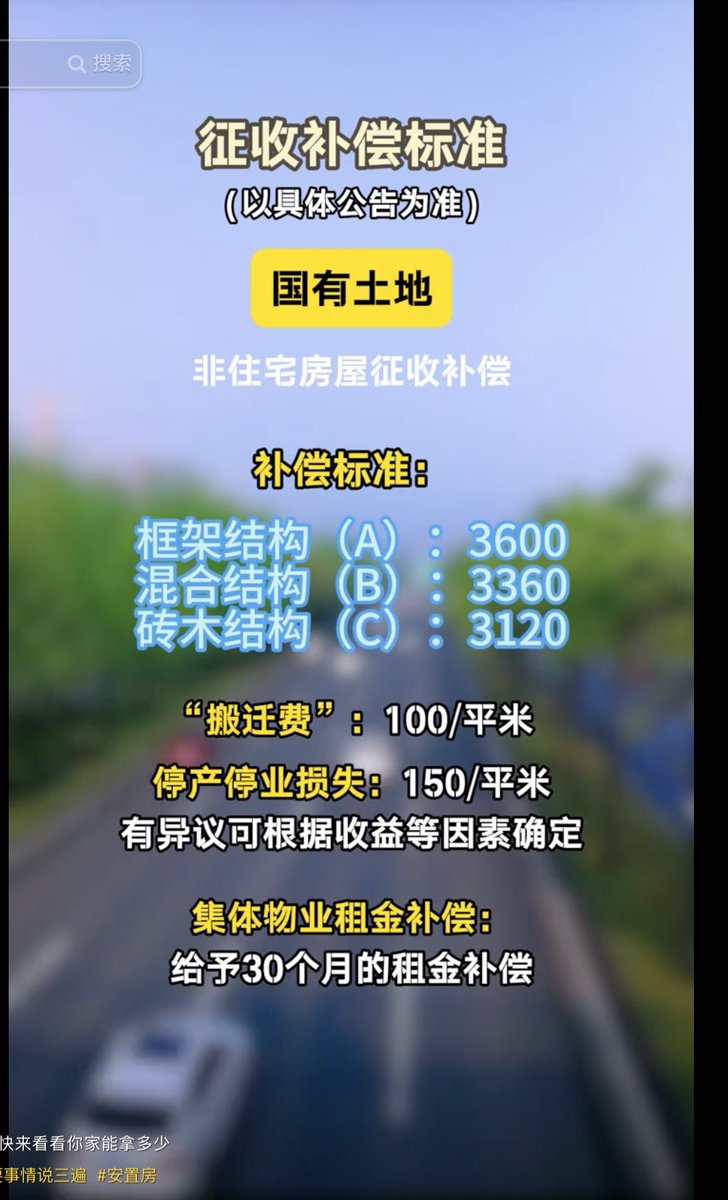 搜索
征收补偿标准
(以具体公告为准)
国有土地
非住宅房屋征收补偿
补偿标准：
框架结构（A）：3600
混合结构（B）：3360
砖木结构（C）：3120
“搬迁费”：100/平米
停产停业损失：150/平米
有异议可根据收益等因素确定
集体物业租金补偿：
给予30个月的租金补偿
快来看看你家能拿多少
事情说三遍 #安置房